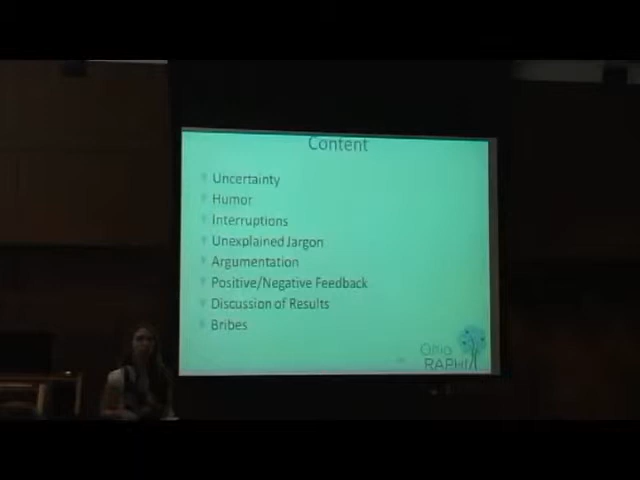 Content
Uncertainty
Humor
Interruptions
Unexplained Jargon
Argumentation
Positive/Negative Feedback
Discussion of Results
Bribes
Ohio
RAPHI